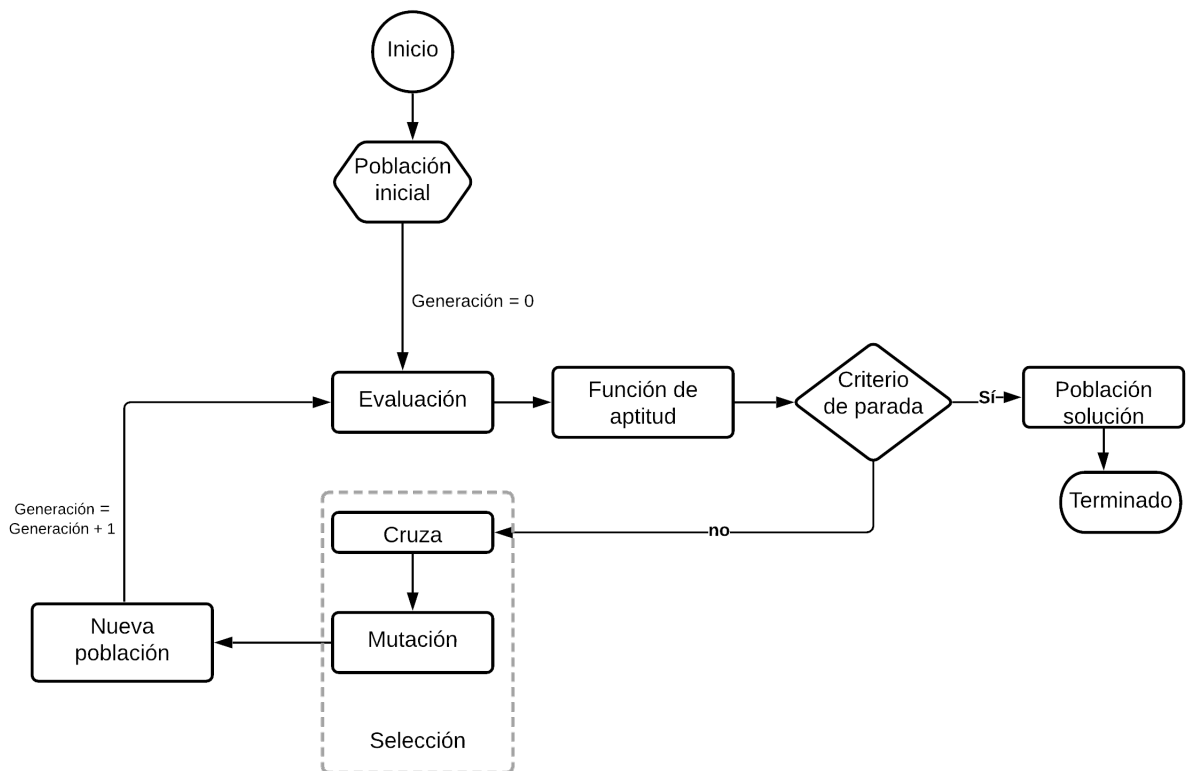 Inicio
Población
inicial
Generación = 0
Evaluación
Función de
aptitud
Criterio
de parada
Sí
Población
solución
Terminado
no
Cruza
Mutación
Selección
Nueva
población
Generación =
Generación + 1